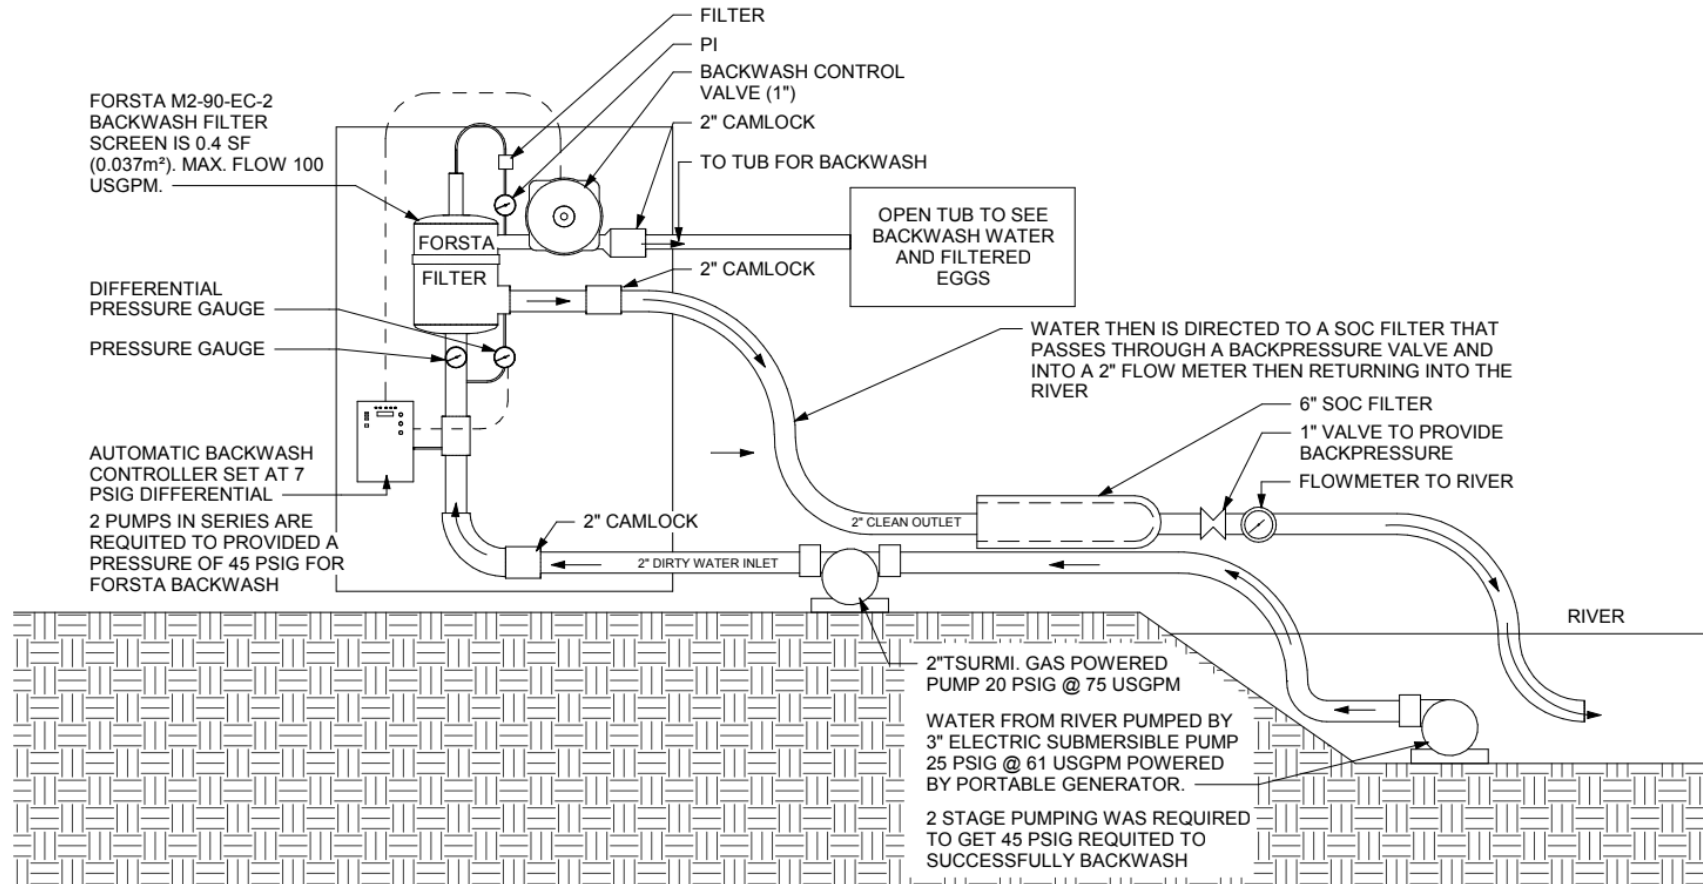 FILTER
PI
BACKWASH CONTROL
VALVE (1")
2" CAMLOCK
TO TUB FOR BACKWASH
FORSTA M2-90-EC-2
BACKWASH FILTER
SCREEN IS 0.4 SF
(0.037m²). MAX. FLOW 100
USGPM.
OPEN TUB TO SEE
BACKWASH WATER
AND FILTERED
EGGS
FORSTA
FILTER
2" CAMLOCK
DIFFERENTIAL
PRESSURE GAUGE
PRESSURE GAUGE
WATER THEN IS DIRECTED TO A SOC FILTER THAT
PASSES THROUGH A BACKPRESSURE VALVE AND
INTO A 2" FLOW METER THEN RETURNING INTO THE
RIVER
6" SOC FILTER
1" VALVE TO PROVIDE
BACKPRESSURE
FLOWMETER TO RIVER
AUTOMATIC BACKWASH
CONTROLLER SET AT 7
PSIG DIFFERENTIAL
2 PUMPS IN SERIES ARE
REQUITED TO PROVIDED A
PRESSURE OF 45 PSIG FOR
FORSTA BACKWASH
2" CAMLOCK
2" CLEAN OUTLET
2" DIRTY WATER INLET
RIVER
2"TSURMI. GAS POWERED
PUMP 20 PSIG @ 75 USGPM
WATER FROM RIVER PUMPED BY
3" ELECTRIC SUBMERSIBLE PUMP
25 PSIG @ 61 USGPM POWERED
BY PORTABLE GENERATOR.
2 STAGE PUMPING WAS REQUIRED
TO GET 45 PSIG REQUITED TO
SUCCESSFULLY BACKWASH